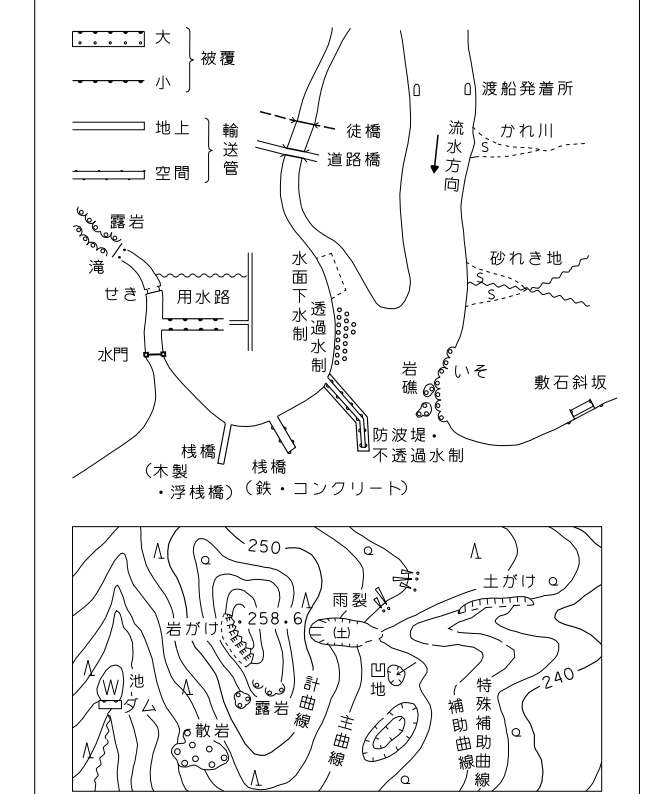 大
小
被覆
地上
空間
輸送管
渡船発着所
徒橋
道路橋
流水方向
かれ川
S
露岩
滝
せき
用水路
水門
水面下水制
透過水制
砂れき地
S
S
岩礁
いそ
敷石斜坂
防波堤・
不透過水制
桟橋
(木製
・浮桟橋)
桟橋
(鉄・コンクリート)
250
土がけ
雨裂
.258.6
岩がけ
(土)
凹地
240
池
W
ダム
露岩
散岩
計曲線
主曲線
補助曲線
特殊補助曲線